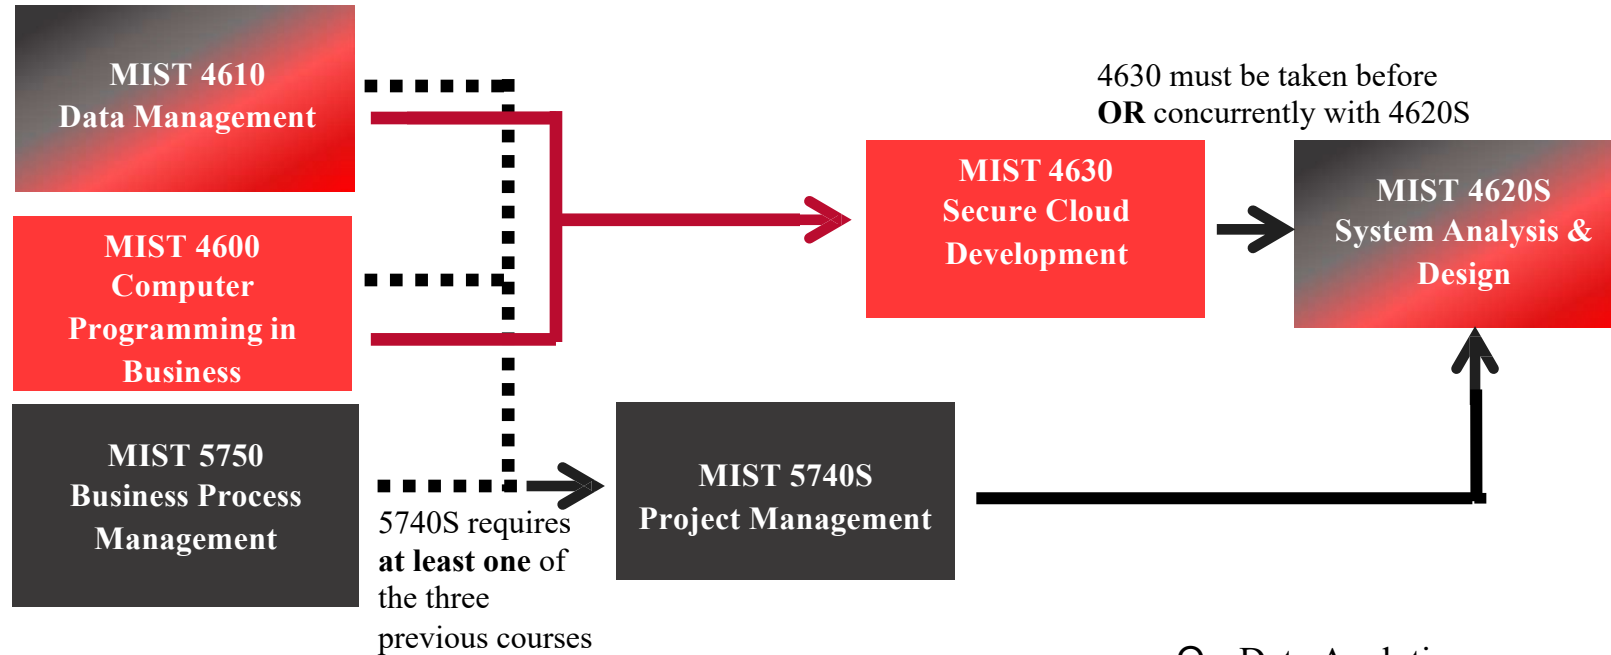 MIST 4610
Data Management
4630 must be taken before
OR concurrently with 4620S
MIST 4630
Secure Cloud
Development
MIST 4620S
System Analysis &
Design
MIST 4600
Computer
Programming in
Business
MIST 5750
Business Process
Management
MIST 5740S
Project Management
5740S requires
at least one of
the three
previous courses